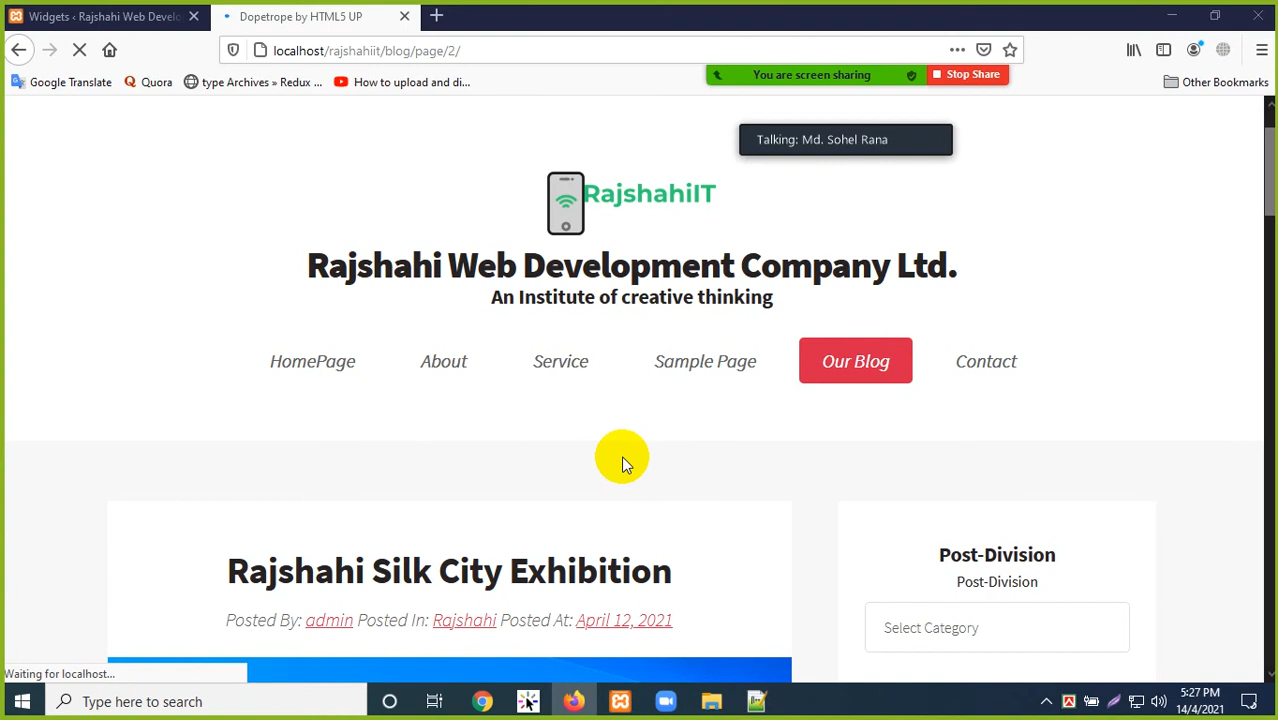 Widgets ‹ Rajshahi Web Develo
Dopetrope by HTML5 UP
localhost/rajshahiit/blog/page/2/
Google Translate
Quora
type Archives » Redux ...
How to upload and di...
You are screen sharing
Stop Share
Other Bookmarks
Talking: Md. Sohel Rana
RajshahiIT
Rajshahi Web Development Company Ltd.
An Institute of creative thinking
HomePage
About
Service
Sample Page
Our Blog
Contact
Rajshahi Silk City Exhibition
Posted By: admin Posted In: Rajshahi Posted At: April 12, 2021
Post-Division
Post-Division
Select Category
Waiting for localhost...
Type here to search
5:27 PM
14/4/2021